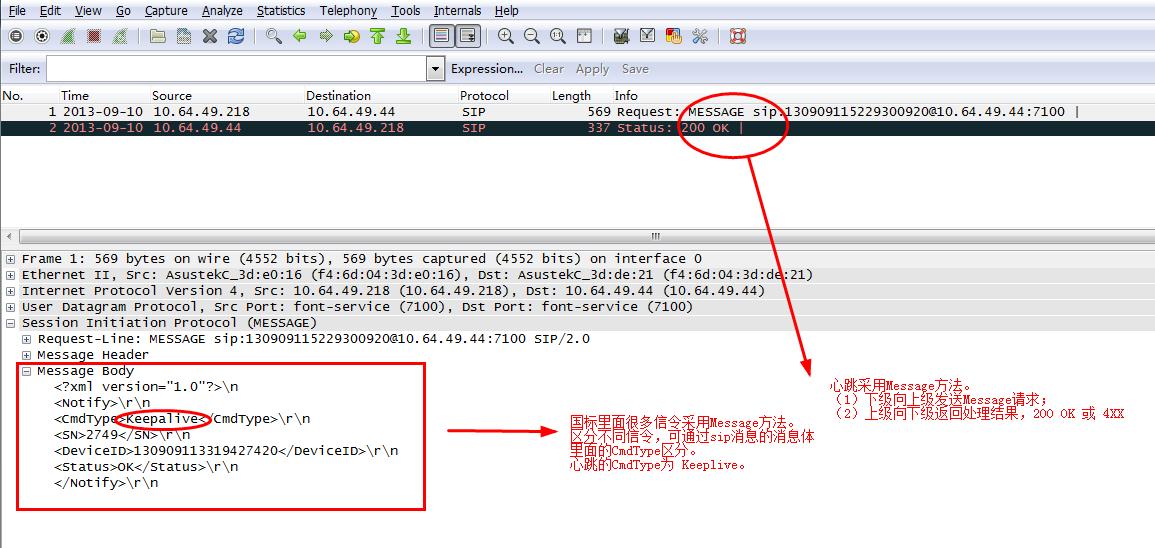 File Edit View Go Capture Analyze Statistics Telephony Tools Internals Help
Filter: Expression... Clear Apply Save
No. Time Source Destination Protocol Length Info
1 2013-09-10 10.64.49.218 10.64.49.44 SIP 569 Request: MESSAGE sip:130909115229300920@10.64.49.44:7100 |
2 2013-09-10 10.64.49.44 10.64.49.218 SIP 337 Status: 200 OK |
Frame 1: 569 bytes on wire (4552 bits), 569 bytes captured (4552 bits) on interface 0
Ethernet II, Src: AsustekC_3d:e0:16 (f4:6d:04:3d:e0:16), Dst: AsustekC_3d:de:21 (f4:6d:04:3d:de:21)
Internet Protocol Version 4, Src: 10.64.49.218 (10.64.49.218), Dst: 10.64.49.44 (10.64.49.44)
User Datagram Protocol, Src Port: font-service (7100), Dst Port: font-service (7100)
Session Initiation Protocol (MESSAGE)
Request-Line: MESSAGE sip:130909115229300920@10.64.49.44:7100 SIP/2.0
Message Header
Message Body
<?xml version="1.0"?>\n
<Notify>\r\n
<CmdType>Keepalive</CmdType>\r\n
<SN>2749</SN>\r\n
<DeviceID>130909113319427420</DeviceID>\r\n
<Status>OK</Status>\r\n
</Notify>\r\n
国标里面很多信令采用Message方法。
区分不同信令，可通过sip消息的消息体
里面的CmdType区分。
心跳的CmdType为 Keeplive。
心跳采用Message方法。
（1）下级向上级发送Message请求；
（2）上级向下级返回处理结果，200 OK 或 4XX